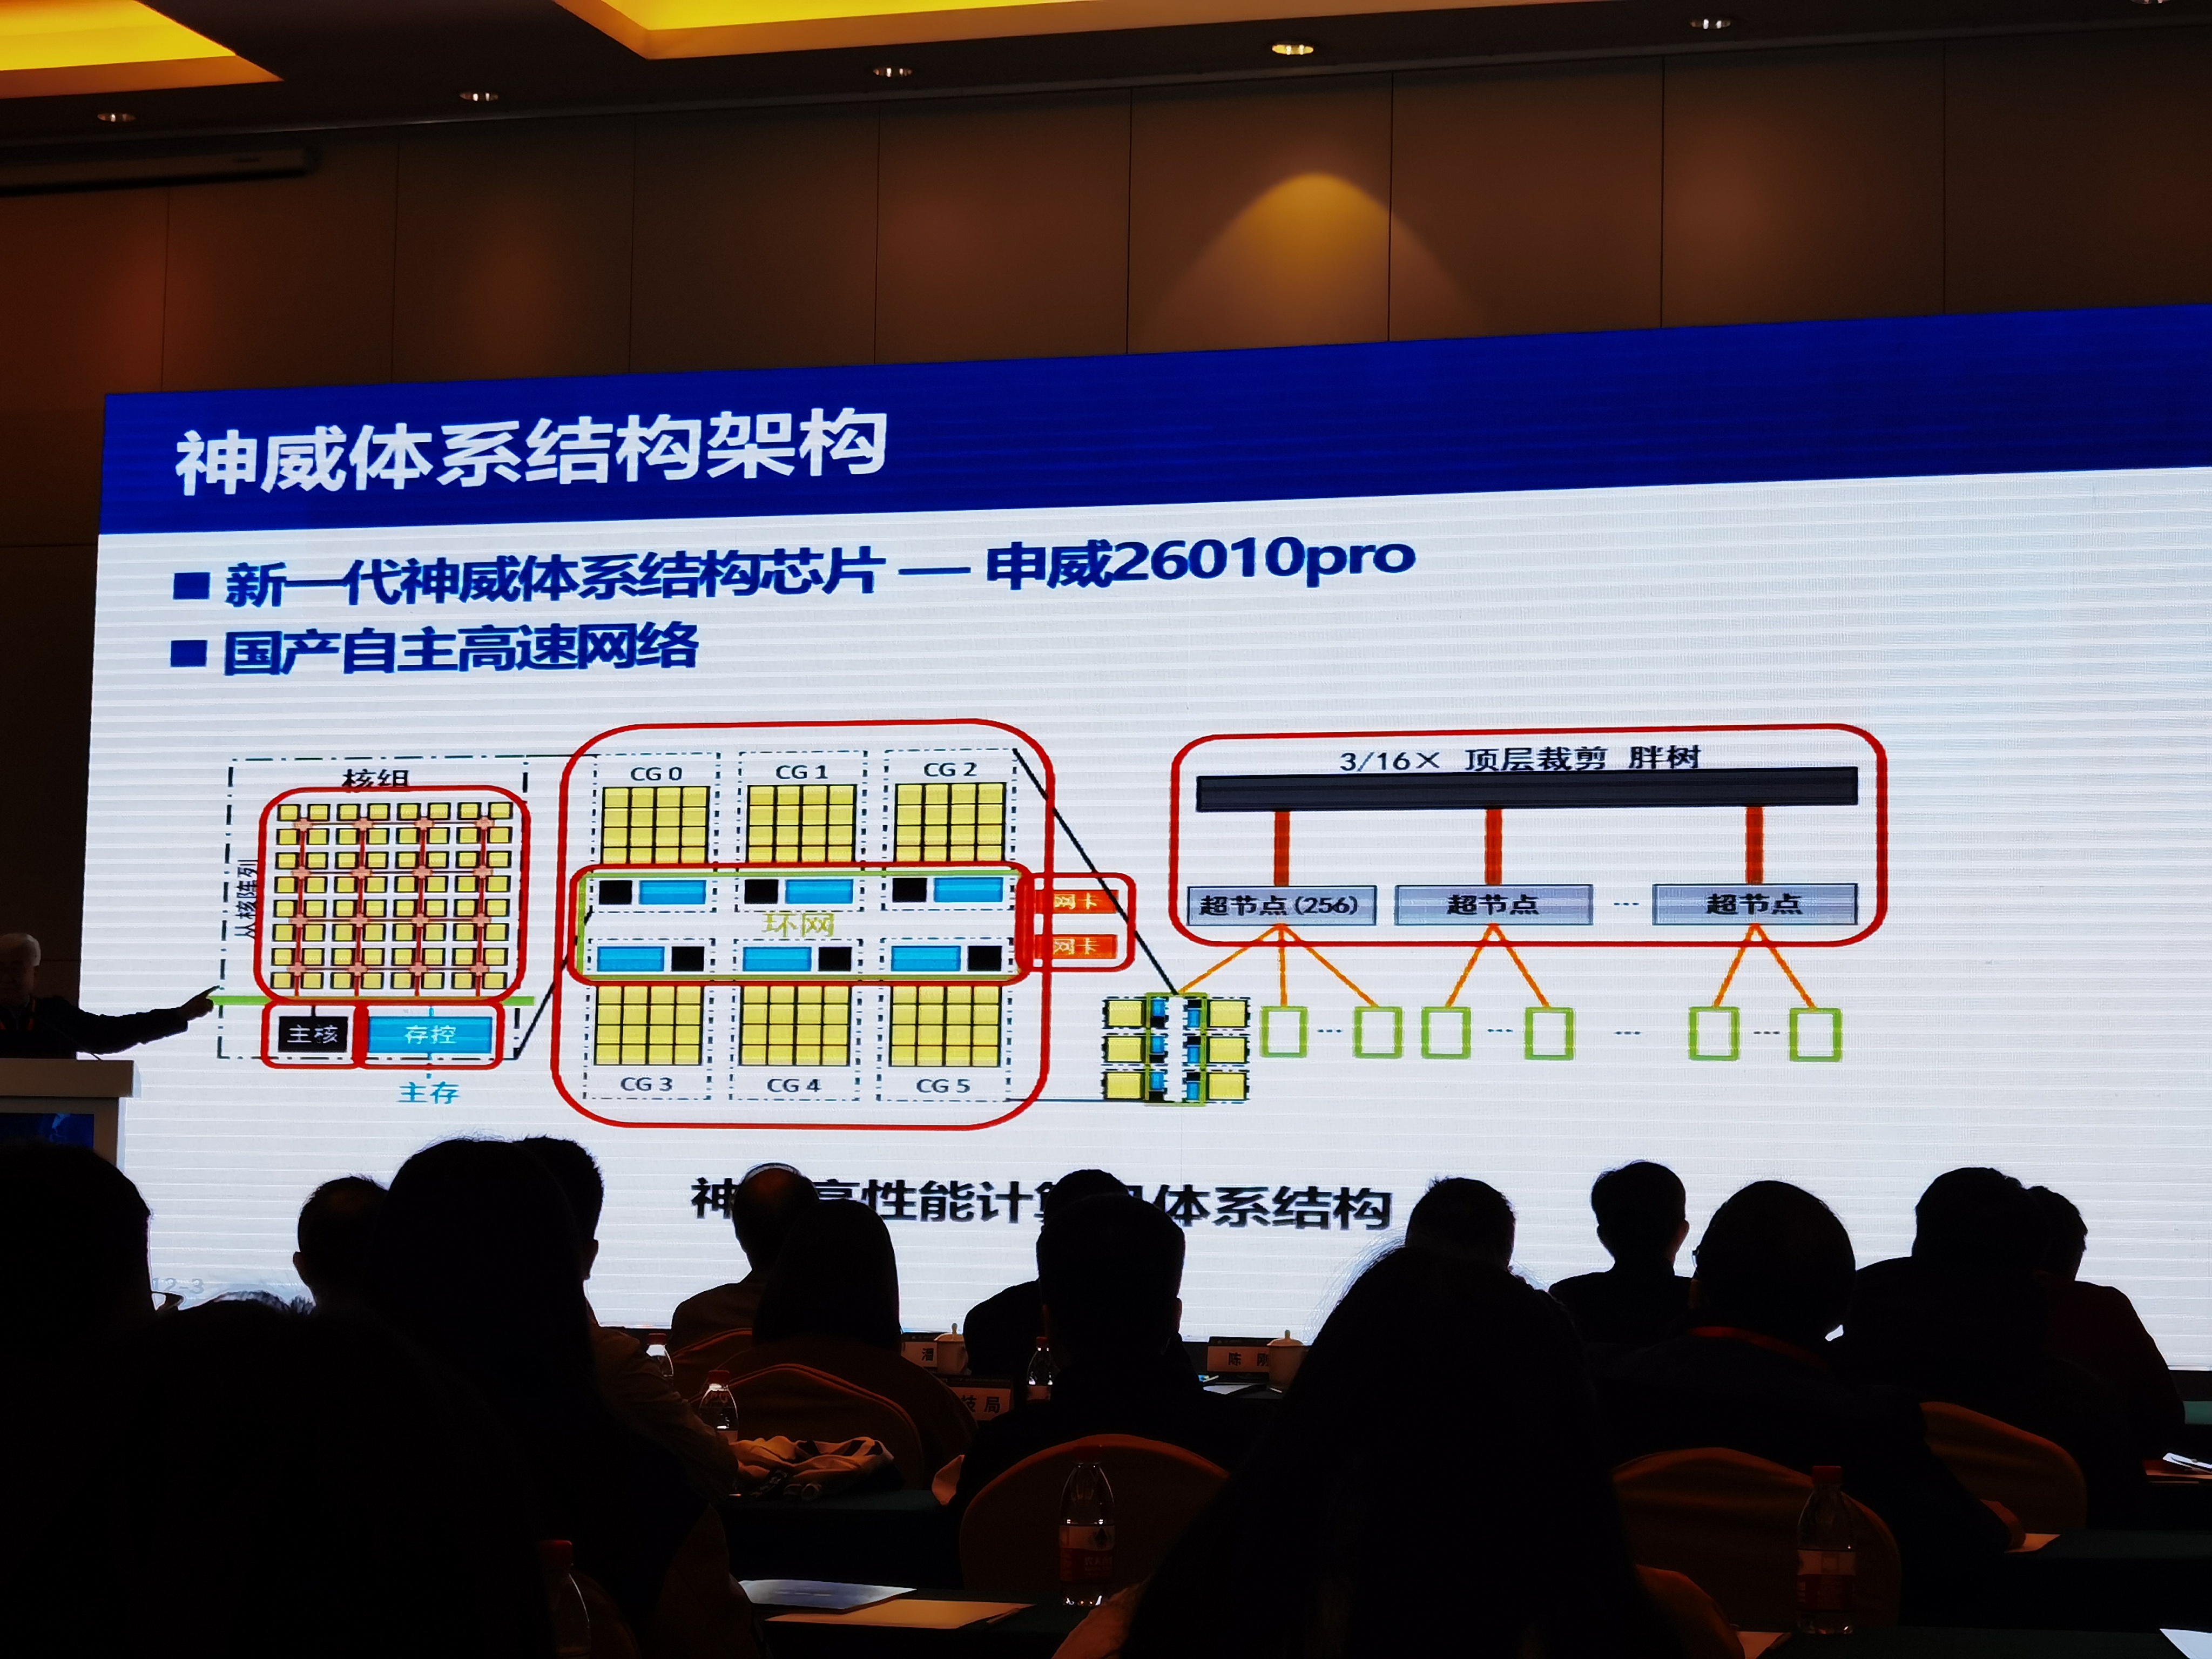 神威体系结构架构
■ 新一代神威体系结构芯片 — 申威26010pro
■ 国产自主高速网络
核组
从核阵列
主核
存控
主存
CG 0
CG 1
CG 2
环网
网卡
网卡
CG 3
CG 4
CG 5
3/16× 顶层裁剪 胖树
超节点(256)
超节点
...
超节点
...
...
...
...
神 高性能计算 体系结构
12-3
潘
陈 刚
技 局